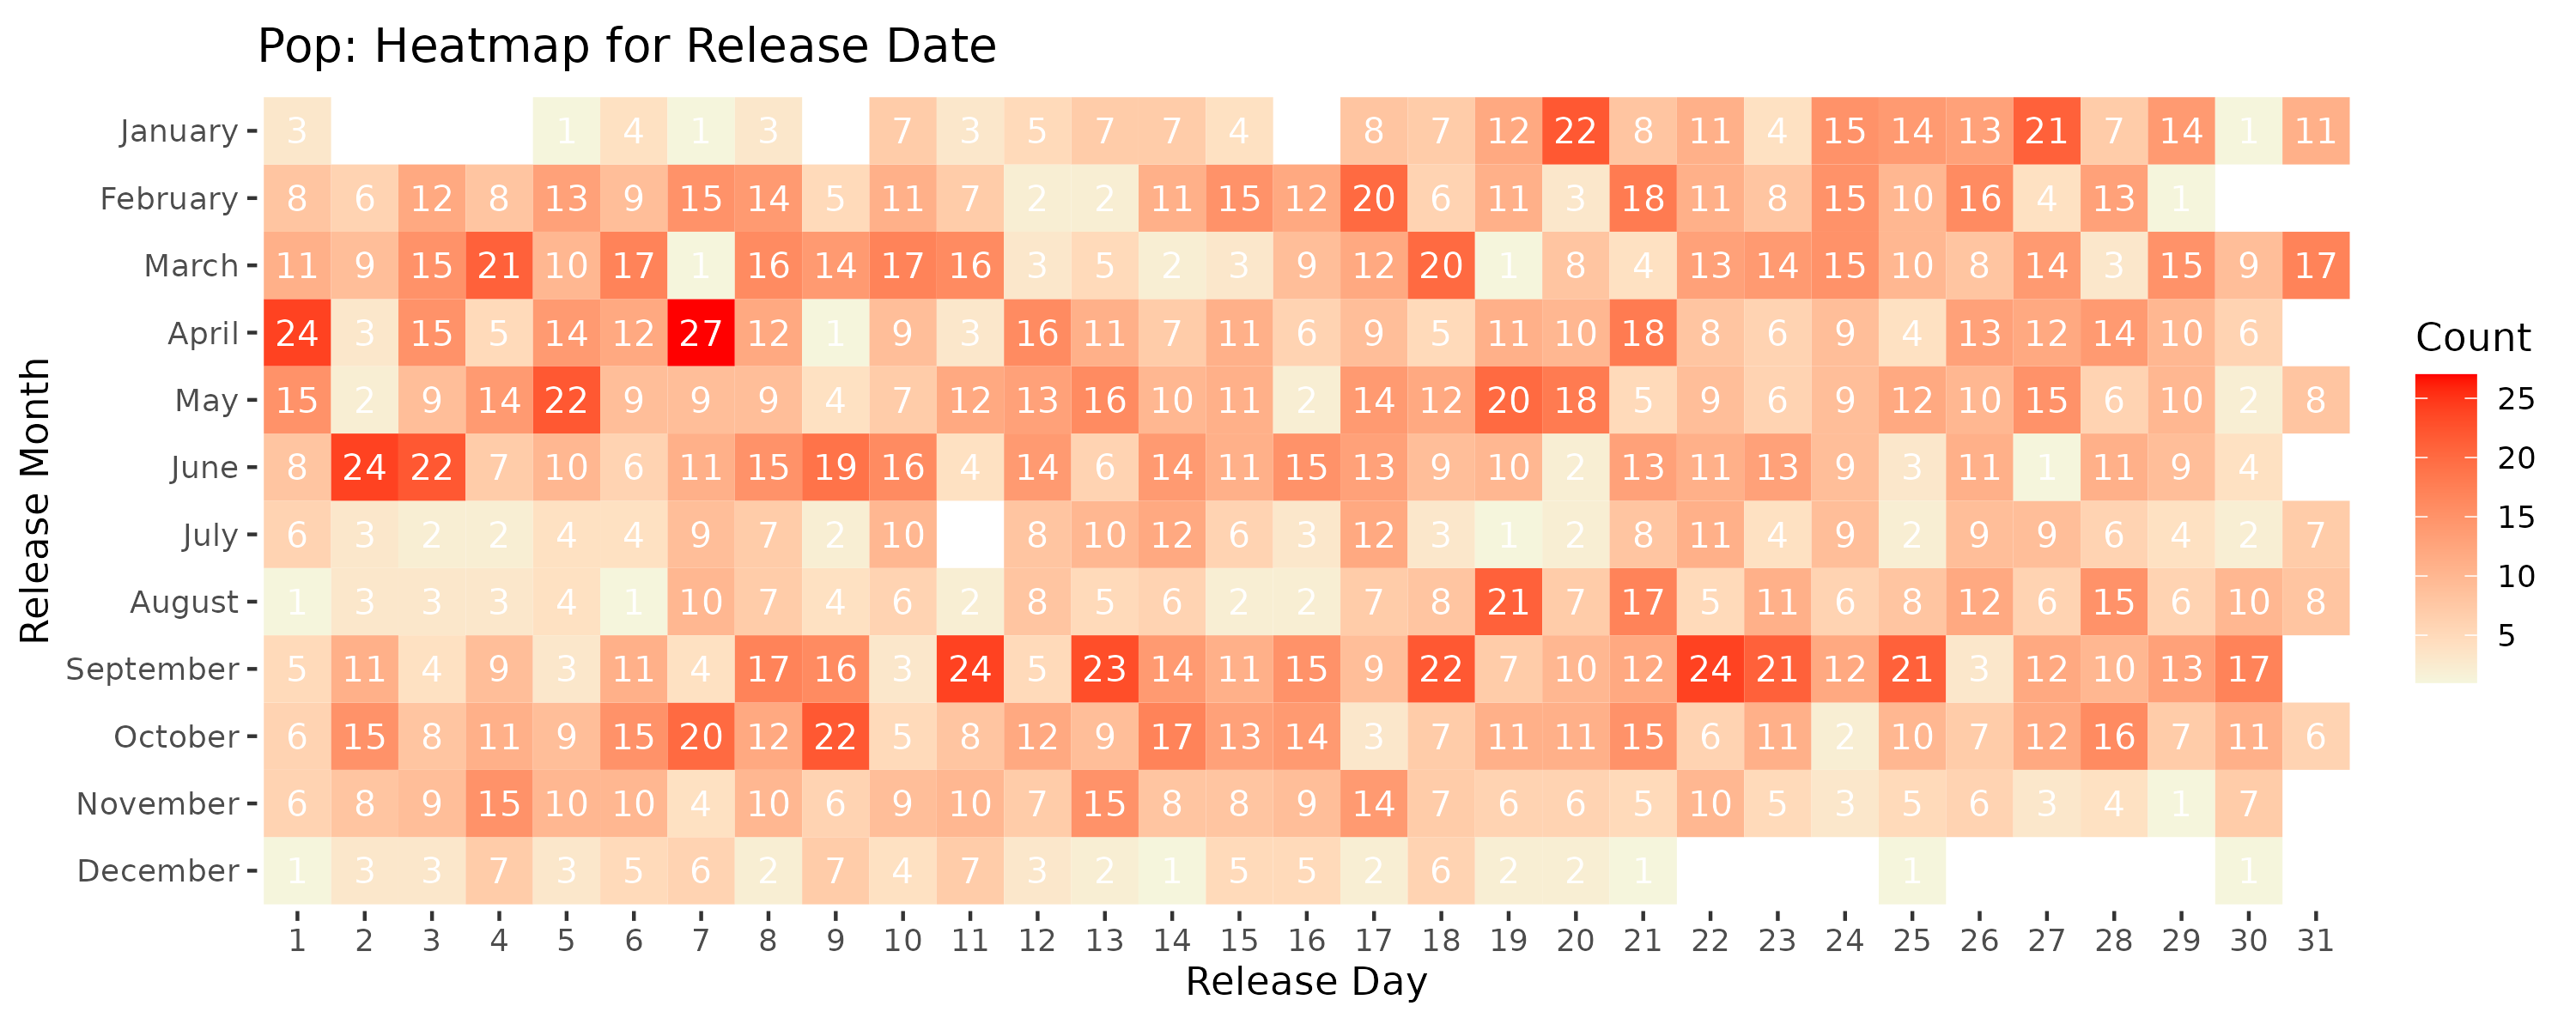 Pop: Heatmap for Release Date
January 3 1 4 1 3 7 3 5 7 7 4 8 7 12 22 8 11 4 15 14 13 21 7 14 1 11
February 8 6 12 8 13 9 15 14 5 11 7 2 2 11 15 12 20 6 11 3 18 11 8 15 10 16 4 13 1
March 11 9 15 21 10 17 1 16 14 17 16 3 5 2 3 9 12 20 1 8 4 13 14 15 10 8 14 3 15 9 17
April 24 3 15 5 14 12 27 12 1 9 3 16 11 7 11 6 9 5 11 10 18 8 6 9 4 13 12 14 10 6
May 15 2 9 14 22 9 9 9 4 7 12 13 16 10 11 2 14 12 20 18 5 9 6 9 12 10 15 6 10 2 8
June 8 24 22 7 10 6 11 15 19 16 4 14 6 14 11 15 13 9 10 2 13 11 13 9 3 11 1 11 9 4
July 6 3 2 2 4 4 9 7 2 10 8 10 12 6 3 12 3 1 2 8 11 4 9 2 9 9 6 4 2 7
August 1 3 3 3 4 1 10 7 4 6 2 8 5 6 2 2 7 8 21 7 17 5 11 6 8 12 6 15 6 10 8
September 5 11 4 9 3 11 4 17 16 3 24 5 23 14 11 15 9 22 7 10 12 24 21 12 21 3 12 10 13 17
October 6 15 8 11 9 15 20 12 22 5 8 12 9 17 13 14 3 7 11 11 15 6 11 2 10 7 12 16 7 11 6
November 6 8 9 15 10 10 4 10 6 9 10 7 15 8 8 9 14 7 6 6 5 10 5 3 5 6 3 4 1 7
December 1 3 3 7 3 5 6 2 7 4 7 3 2 1 5 5 2 6 2 2 1 1 1
1 2 3 4 5 6 7 8 9 10 11 12 13 14 15 16 17 18 19 20 21 22 23 24 25 26 27 28 29 30 31
Release Day
Release Month
Count
25
20
15
10
5